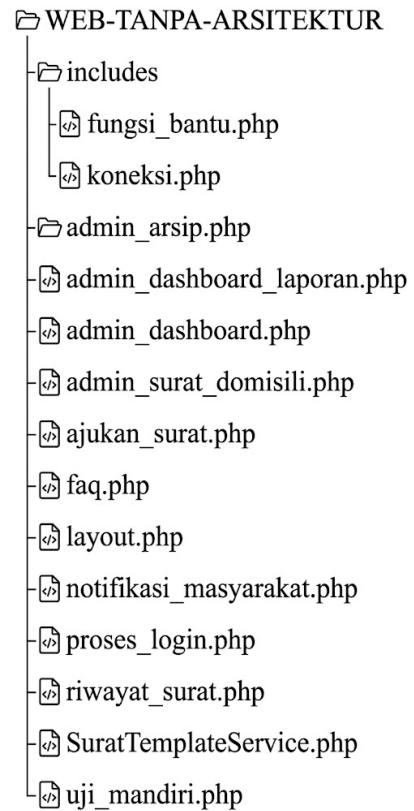 WEB-TANPA-ARSITEKTUR
includes
fungsi_bantu.php
koneksi.php
admin_arsip.php
admin_dashboard_laporan.php
admin_dashboard.php
admin_surat_domisili.php
ajukan_surat.php
faq.php
layout.php
notifikasi_masyarakat.php
proses_login.php
riwayat_surat.php
SuratTemplateService.php
uji_mandiri.php